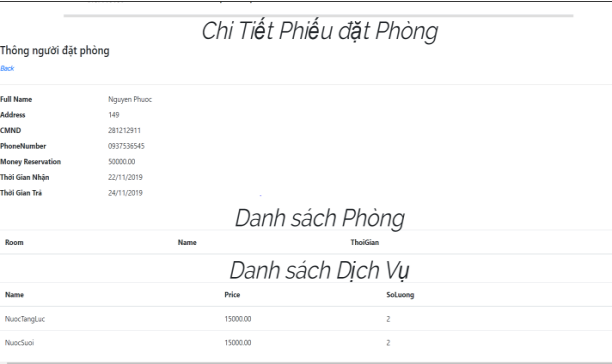 Chi Tiết Phiếu đặt Phòng
Thông người đặt phòng
Back
Full Name Nguyen Phuoc
Address 149
CMND 281212911
PhoneNumber 0937536545
Money Reservation 50000.00
Thời Gian Nhận 22/11/2019
Thời Gian Trả 24/11/2019
Danh sách Phòng
Room Name ThoiGian
Danh sách Dịch Vụ
Name Price SoLuong
NuocTangLuc 15000.00 2
NuocSuoi 15000.00 2